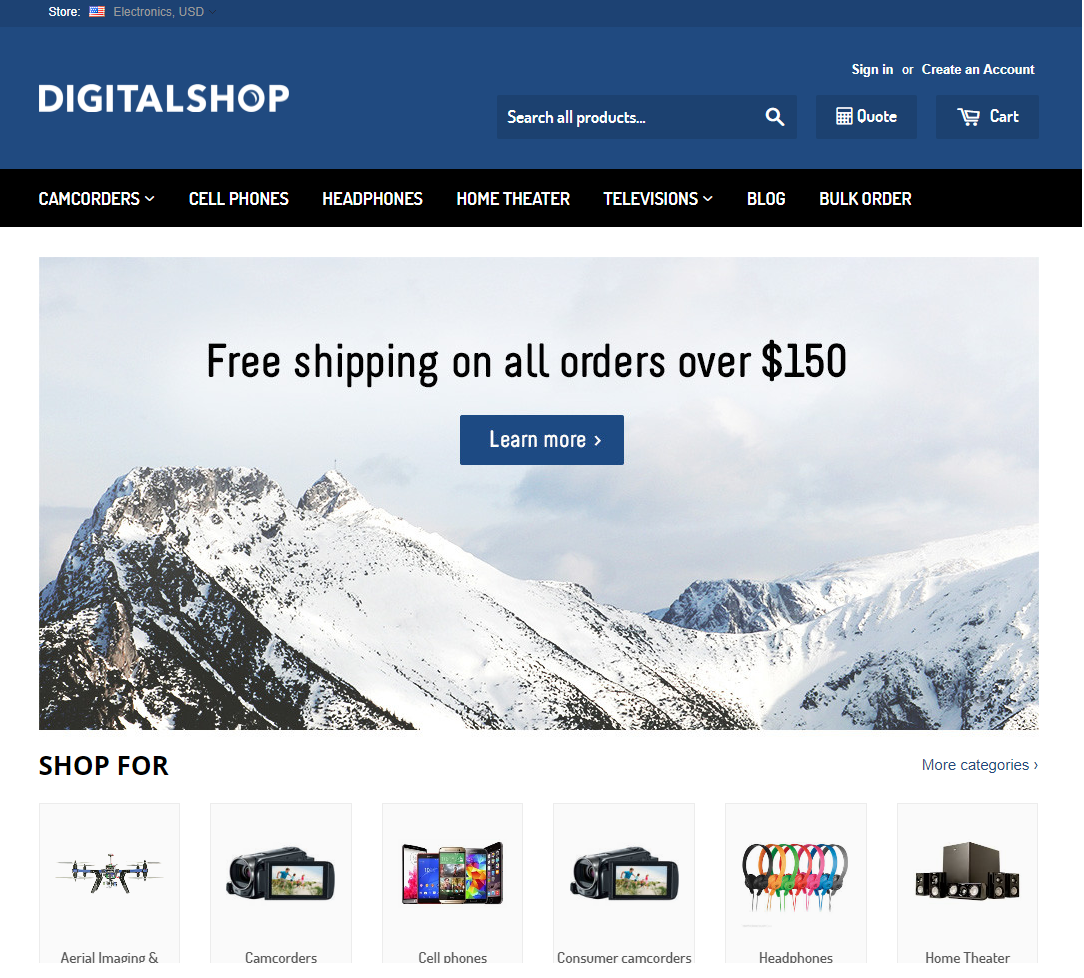 Store: Electronics, USD
Sign in or Create an Account
DIGITALSHOP
Search all products...
Quote
Cart
CAMCORDERS CELL PHONES HEADPHONES HOME THEATER TELEVISIONS BLOG BULK ORDER
Free shipping on all orders over $150
Learn more ›
SHOP FOR
More categories ›
Aerial Imaging &
Camcorders
Cell phones
Consumer camcorders
Headphones
Home Theater